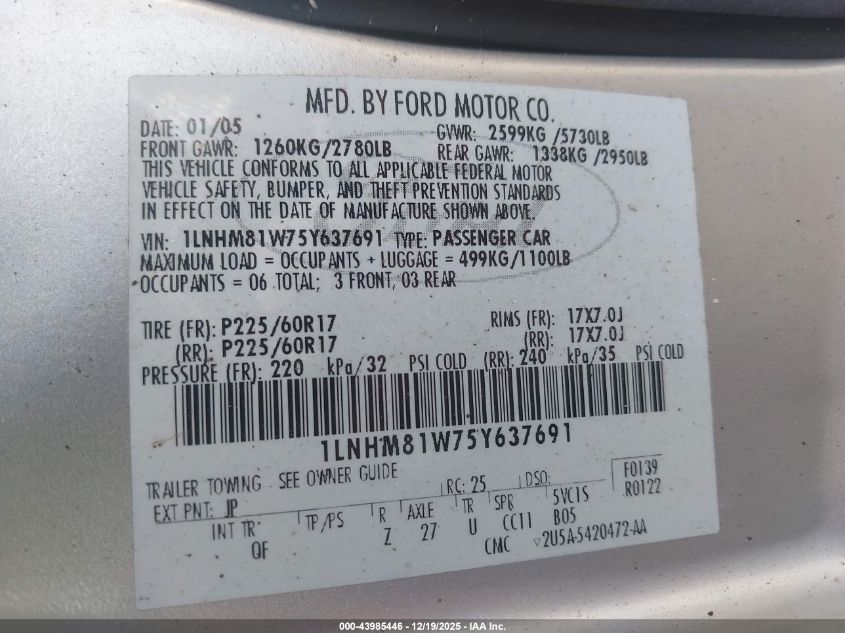 MFD. BY FORD MOTOR CO.
DATE: 01/05 GVWR: 2599KG /5730LB
FRONT GAWR: 1260KG/2780LB REAR GAWR: 1338KG /2950LB
THIS VEHICLE CONFORMS TO ALL APPLICABLE FEDERAL MOTOR
VEHICLE SAFETY, BUMPER, AND THEFT PREVENTION STANDARDS
IN EFFECT ON THE DATE OF MANUFACTURE SHOWN ABOVE.
VIN: 1LNHM81W75Y637691 TYPE: PASSENGER CAR
MAXIMUM LOAD = OCCUPANTS + LUGGAGE = 499KG/1100LB
OCCUPANTS = 06 TOTAL; 3 FRONT, 03 REAR
TIRE (FR): P225/60R17 RIMS (FR): 17X7.0J
(RR): P225/60R17 (RR): 17X7.0J
PRESSURE (FR): 220 kPa/32 PSI COLD (RR): 240 kPa/35 PSI COLD
1LNHM81W75Y637691
TRAILER TOWING SEE OWNER GUIDE
EXT PNT: JP RC: 25 DSO: F0139
R0122
INT TR TP/PS R AXLE TR SPR 5VC1S
QF Z 27 U CC11 B05
CMC 2U5A-5420472-AA
000-43985446 - 12/19/2025 - IAA Inc.